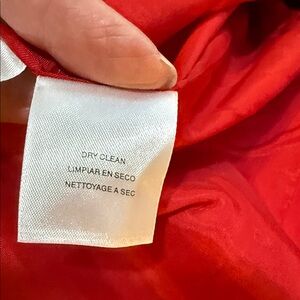 DRY CLEAN
LIMPIAR EN SECO
NETTOYAGE A SEC